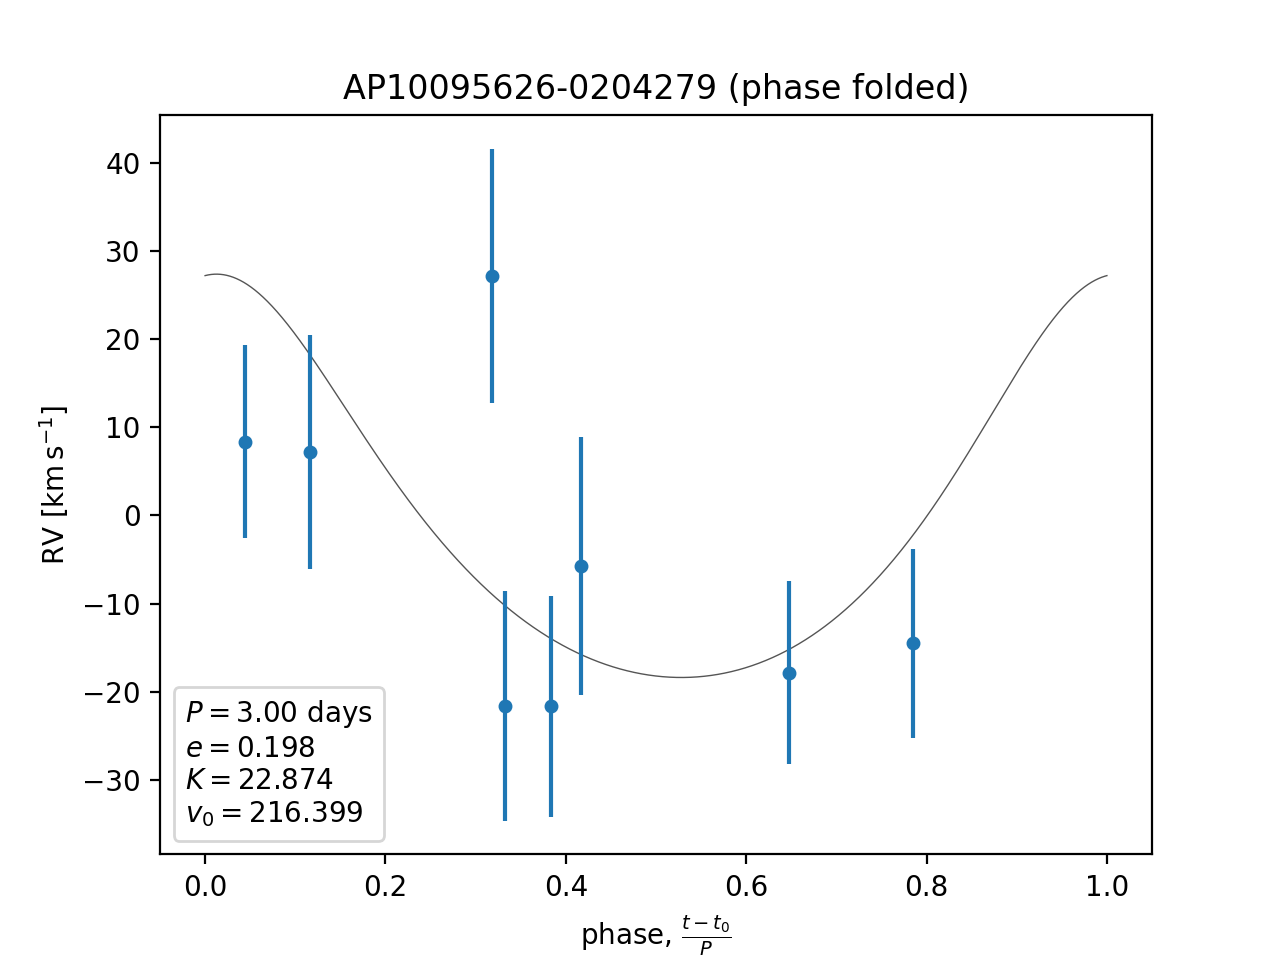 AP10095626-0204279 (phase folded)
RV [km s⁻¹]
40
30
20
10
0
−10
−20
−30
P = 3.00 days
e = 0.198
K = 22.874
v₀ = 216.399
0.0 0.2 0.4 0.6 0.8 1.0
phase, (t − t₀)/P